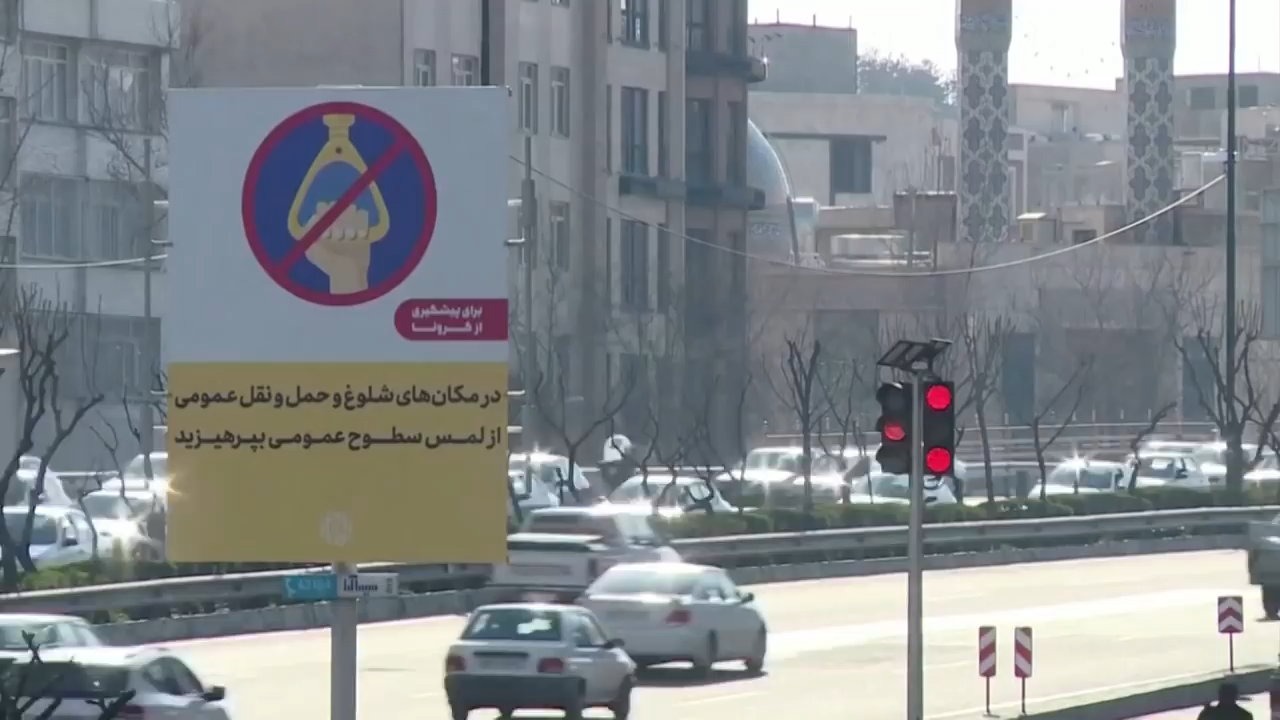 برای پیشگیری
از کرونا
در مکان‌های شلوغ و حمل و نقل عمومی
از لمس سطوح عمومی بپرهیزید